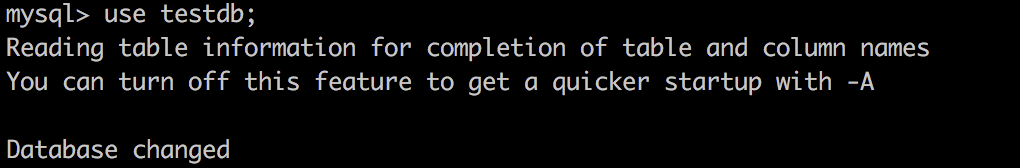 mysql> use testdb;
Reading table information for completion of table and column names
You can turn off this feature to get a quicker startup with -A
Database changed